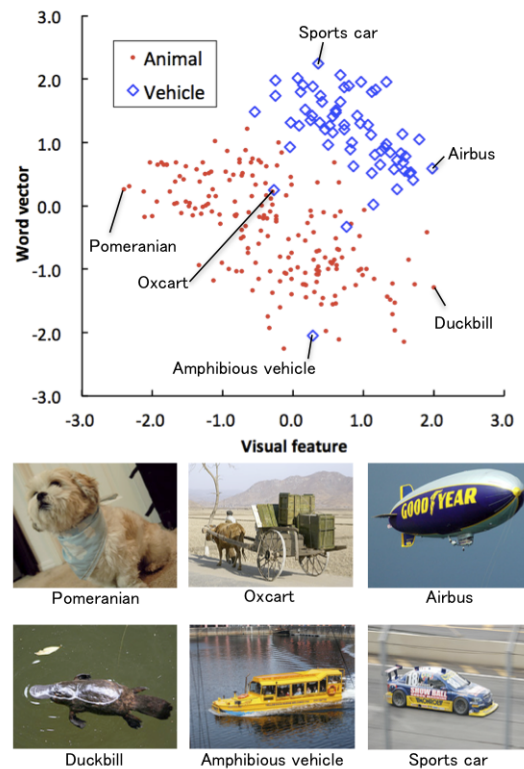 Sports car
Animal
Vehicle
3.0
2.0
1.0
0.0
-1.0
-2.0
-3.0
Word vector
Airbus
Pomeranian
Oxcart
Duckbill
Amphibious vehicle
-3.0 -2.0 -1.0 0.0 1.0 2.0 3.0
Visual feature
GOOD YEAR
Pomeranian Oxcart Airbus
SHOW BALL
Duckbill Amphibious vehicle Sports car